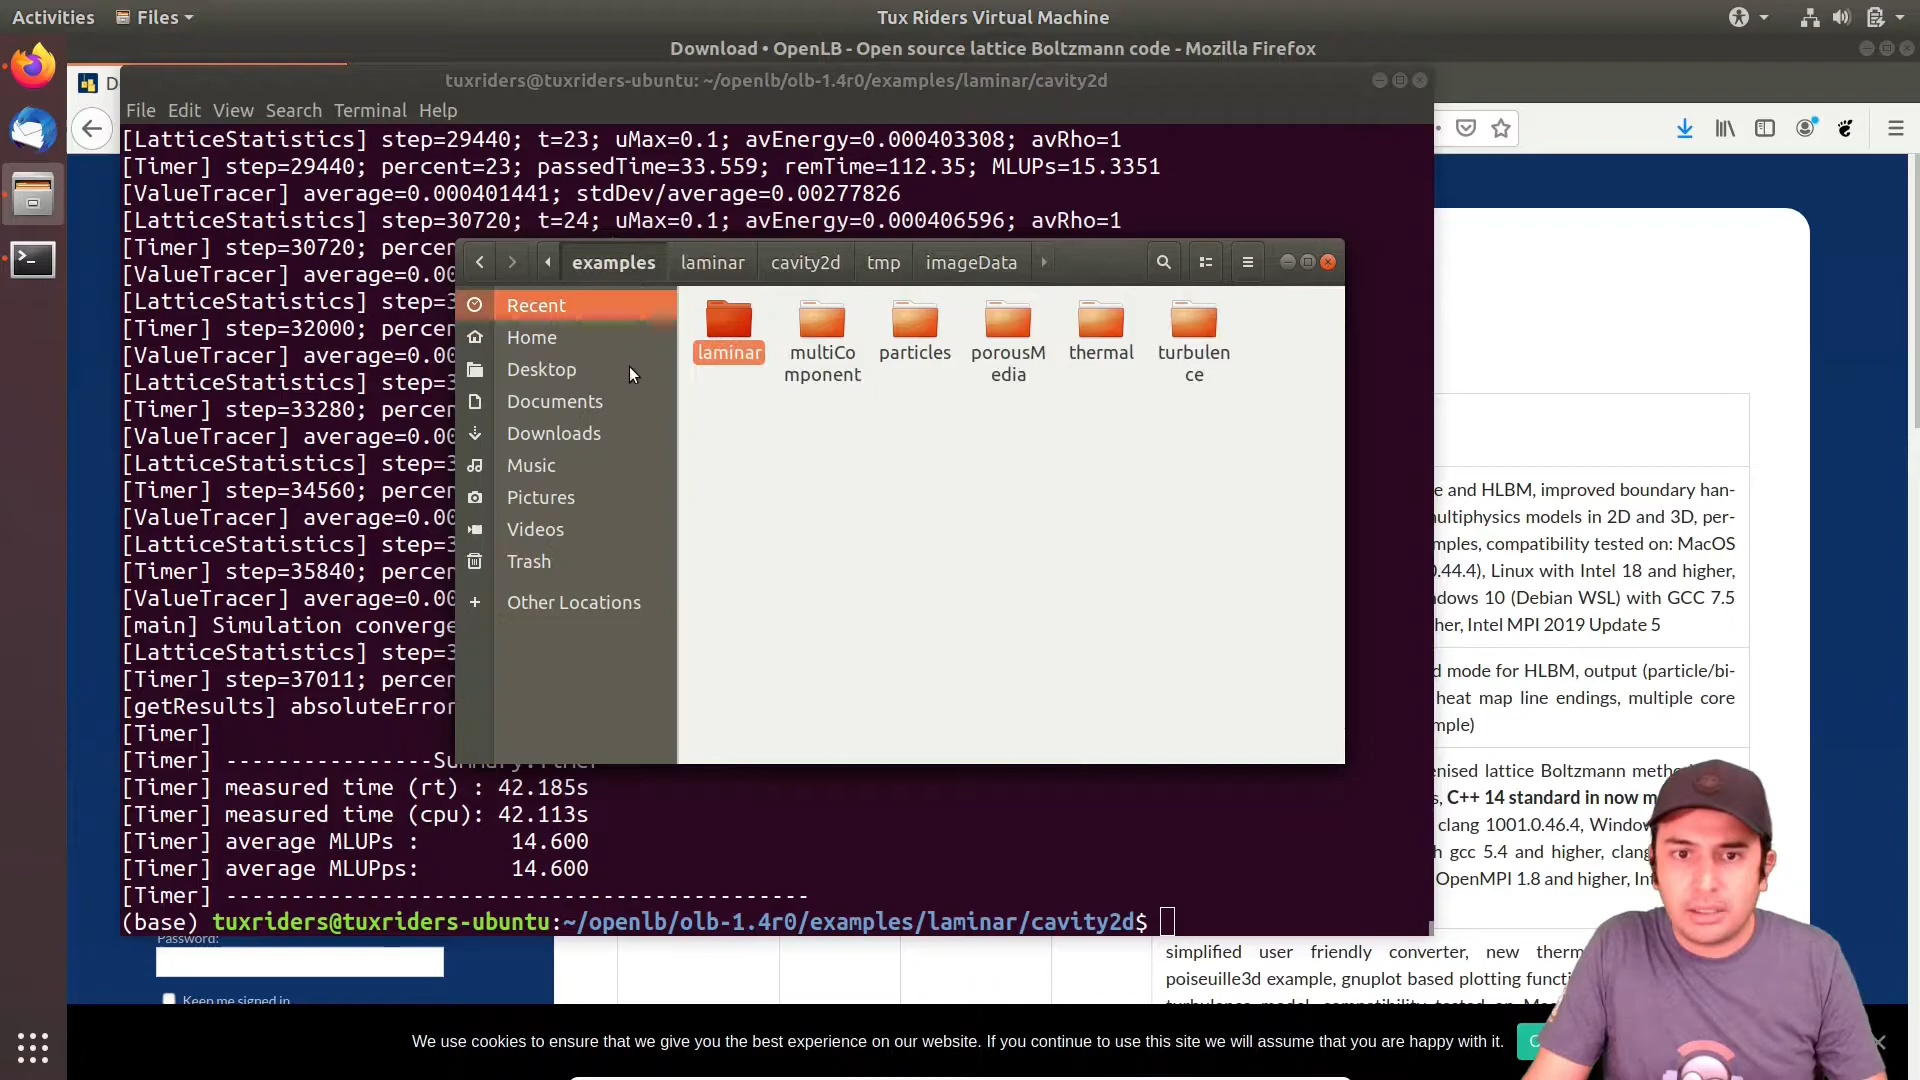 Activities
Files
Tux Riders Virtual Machine
Download • OpenLB - Open source lattice Boltzmann code - Mozilla Firefox
D
tuxriders@tuxriders-ubuntu: ~/openlb/olb-1.4r0/examples/laminar/cavity2d
File Edit View Search Terminal Help
[LatticeStatistics] step=29440; t=23; uMax=0.1; avEnergy=0.000403308; avRho=1
[Timer] step=29440; percent=23; passedTime=33.559; remTime=112.35; MLUPs=15.3351
[ValueTracer] average=0.000401441; stdDev/average=0.00277826
[LatticeStatistics] step=30720; t=24; uMax=0.1; avEnergy=0.000406596; avRho=1
[Timer] step=30720; percen
[ValueTracer] average=0.00
[LatticeStatistics] step=3
[Timer] step=32000; percen
[ValueTracer] average=0.00
[LatticeStatistics] step=3
[Timer] step=33280; percen
[ValueTracer] average=0.00
[LatticeStatistics] step=3
[Timer] step=34560; percen
[ValueTracer] average=0.00
[LatticeStatistics] step=3
[Timer] step=35840; percen
[ValueTracer] average=0.00
[main] Simulation converge
[LatticeStatistics] step=3
[Timer] step=37011; percen
[getResults] absoluteError
[Timer]
[Timer] ----------------Summary:Timer
[Timer] measured time (rt) : 42.185s
[Timer] measured time (cpu): 42.113s
[Timer] average MLUPs : 14.600
[Timer] average MLUPps: 14.600
[Timer] ---------------------------------------------
(base) tuxriders@tuxriders-ubuntu:~/openlb/olb-1.4r0/examples/laminar/cavity2d$
examples laminar cavity2d tmp imageData
Recent
Home
Desktop
Documents
Downloads
Music
Pictures
Videos
Trash
+ Other Locations
laminar
multiCo
mponent
particles
porousM
edia
thermal
turbulen
ce
e and HLBM, improved boundary han-
ultiphysics models in 2D and 3D, per-
mples, compatibility tested on: MacOS
0.44.4), Linux with Intel 18 and higher,
ndows 10 (Debian WSL) with GCC 7.5
her, Intel MPI 2019 Update 5
d mode for HLBM, output (particle/bi-
heat map line endings, multiple core
mple)
enised lattice Boltzmann meth
s, C++ 14 standard in now m
clang 1001.0.46.4, Window
h gcc 5.4 and higher, clang
OpenMPI 1.8 and higher, Int
simplified user friendly converter, new therm
poiseuille3d example, gnuplot based plotting functi
Password:
Keep me signed in
We use cookies to ensure that we give you the best experience on our website. If you continue to use this site we will assume that you are happy with it.